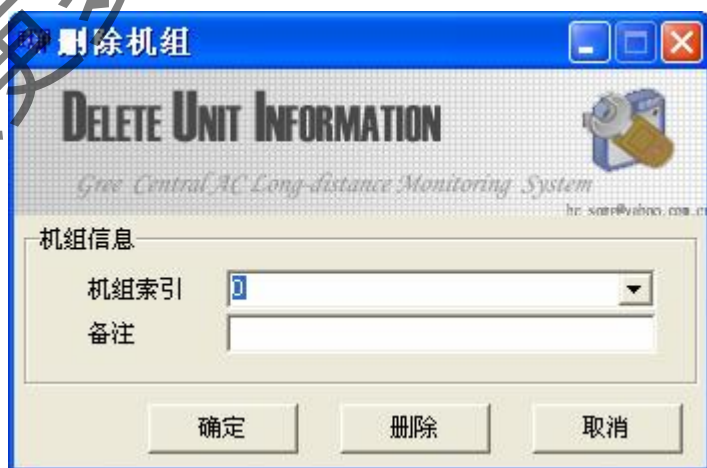 删除机组
DELETE UNIT INFORMATION
Gree Central AC Long-distance Monitoring System
机组信息
机组索引 0
备注
确定 删除 取消